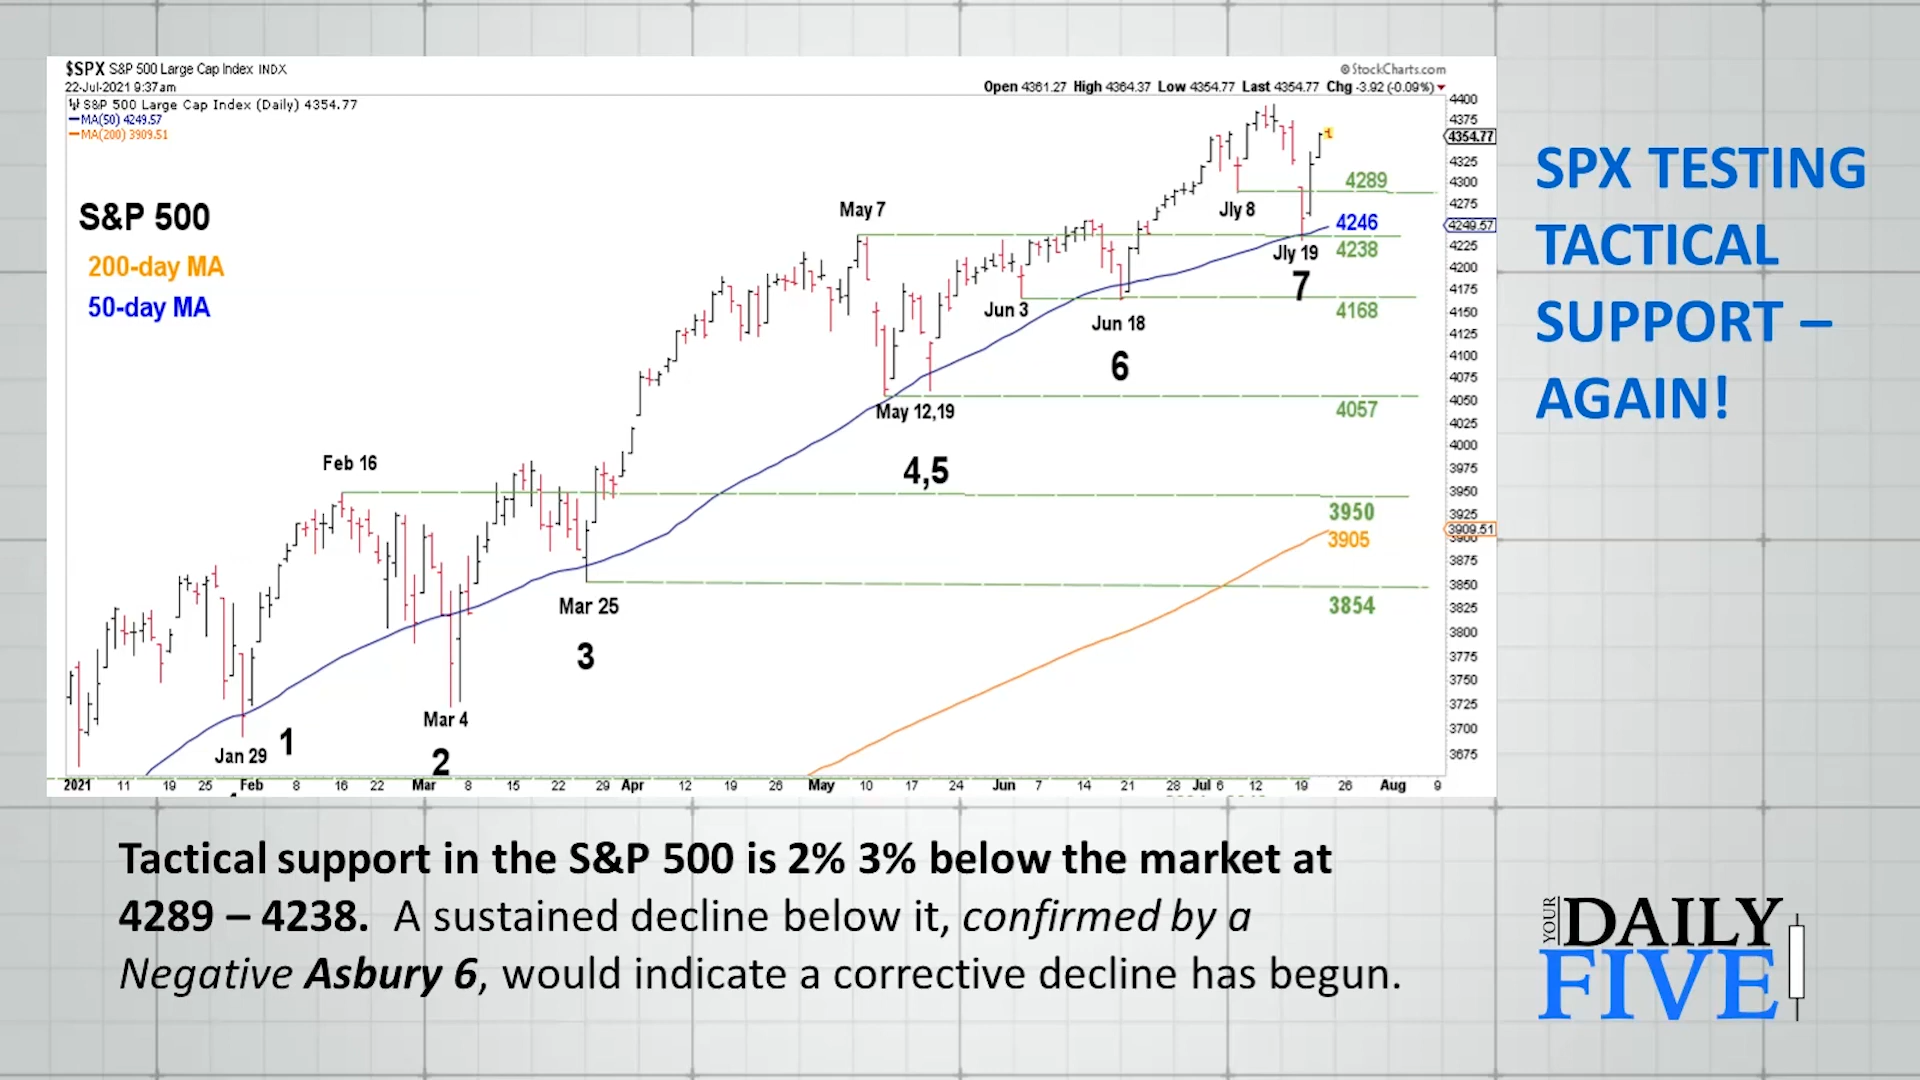 $SPX S&P 500 Large Cap Index INDX
© StockCharts.com
22-Jul-2021 9:37am
Open 4361.27 High 4364.37 Low 4354.77 Last 4354.77 Chg -3.92 (-0.09%)
S&P 500 Large Cap Index (Daily) 4354.77
MA(50) 4249.57
MA(200) 3909.51
S&P 500
200-day MA
50-day MA
SPX TESTING
TACTICAL
SUPPORT –
AGAIN!
4400
4375
4354.77
4325
4300
4275
4249.57
4225
4200
4175
4150
4125
4100
4075
4050
4025
4000
3975
3950
3925
3909.51
3900
3875
3850
3825
3800
3775
3750
3725
3700
3675
4289
Jly 8
4246
4238
May 7
Jly 19
7
Jun 3
4168
Jun 18
6
May 12,19
4057
4,5
Feb 16
3950
3905
Mar 25
3854
3
Mar 4
2
1
Jan 29
2021 11 19 25 Feb 8 16 22 Mar 8 15 22 29 Apr 12 19 26 May 10 17 24 Jun 7 14 21 28 Jul 6 12 19 26 Aug 9
Tactical support in the S&P 500 is 2% 3% below the market at
4289 – 4238. A sustained decline below it, confirmed by a
Negative Asbury 6, would indicate a corrective decline has begun.
YOUR DAILY
FIVE